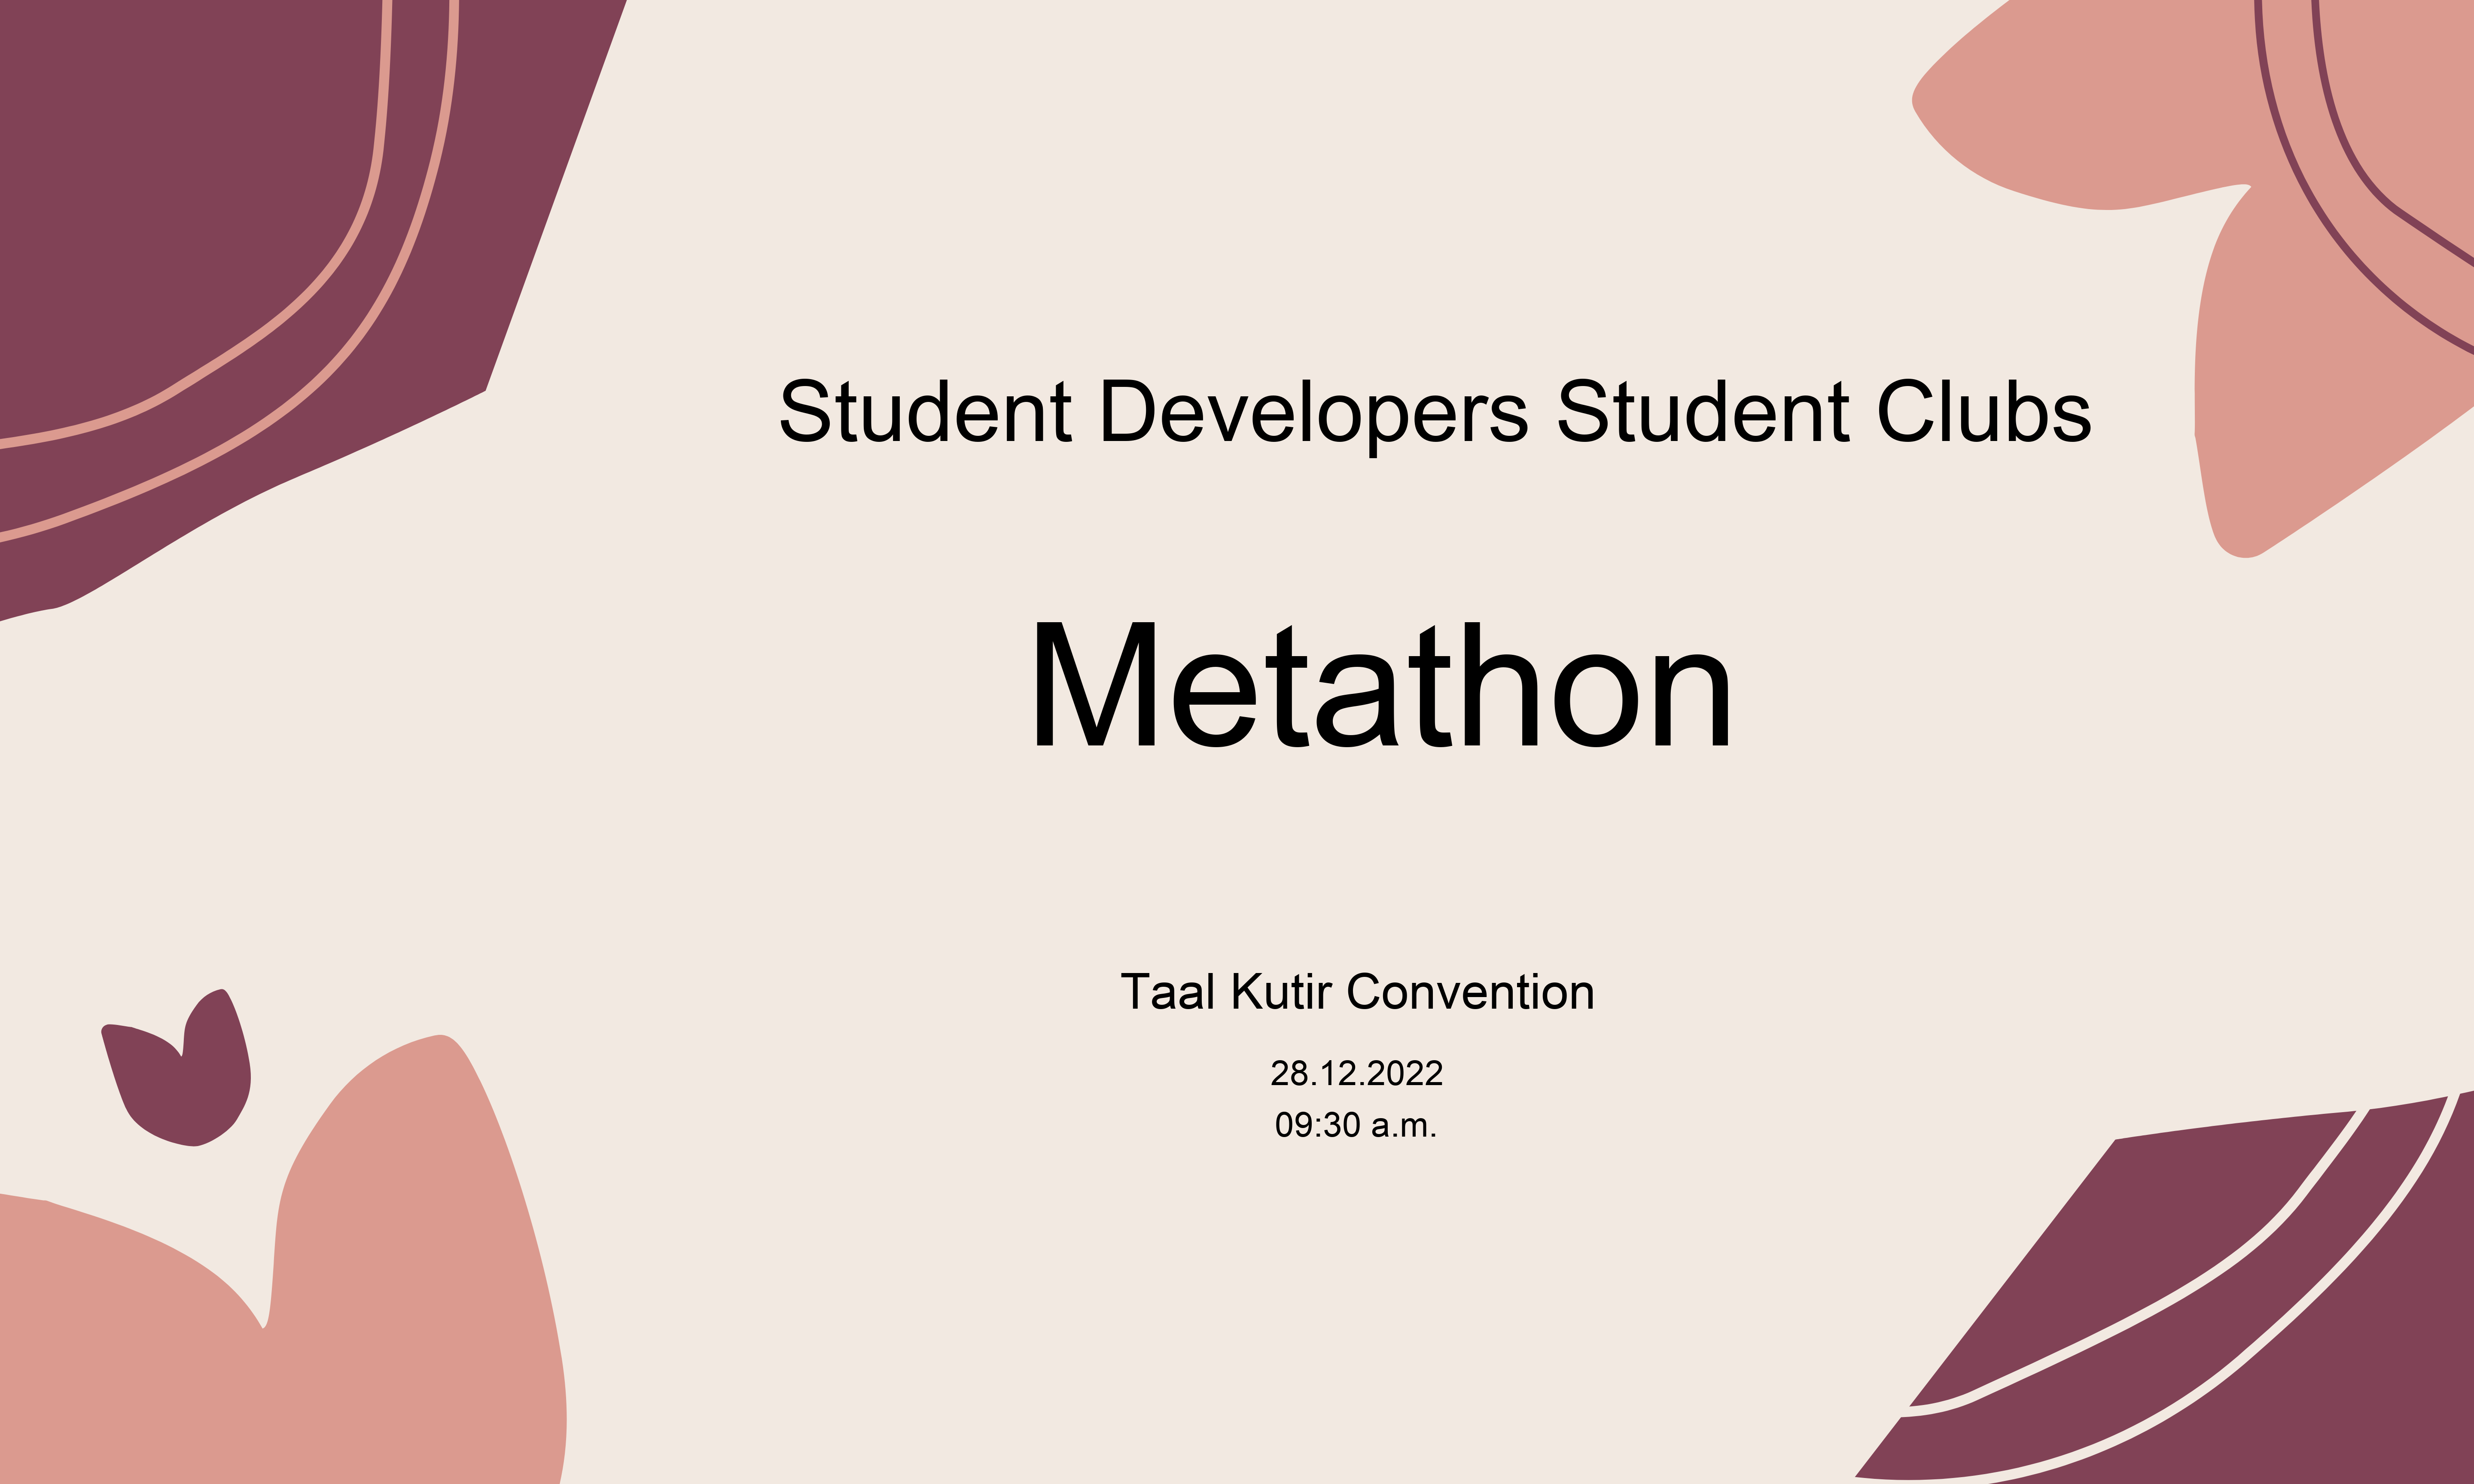 Student Developers Student Clubs
Metathon
Taal Kutir Convention
28.12.2022
09:30 a.m.